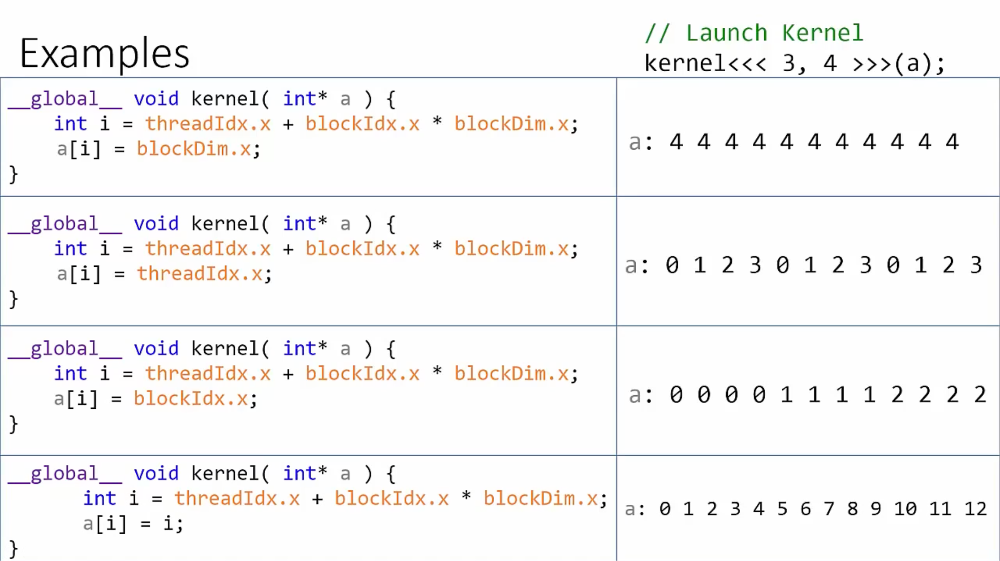 Examples
// Launch Kernel
kernel<<< 3, 4 >>>(a);
__global__ void kernel( int* a ) {
int i = threadIdx.x + blockIdx.x * blockDim.x;
a[i] = blockDim.x;
}
a: 4 4 4 4 4 4 4 4 4 4 4
__global__ void kernel( int* a ) {
int i = threadIdx.x + blockIdx.x * blockDim.x;
a[i] = threadIdx.x;
}
a: 0 1 2 3 0 1 2 3 0 1 2 3
__global__ void kernel( int* a ) {
int i = threadIdx.x + blockIdx.x * blockDim.x;
a[i] = blockIdx.x;
}
a: 0 0 0 0 1 1 1 1 2 2 2 2
__global__ void kernel( int* a ) {
int i = threadIdx.x + blockIdx.x * blockDim.x;
a[i] = i;
}
a: 0 1 2 3 4 5 6 7 8 9 10 11 12